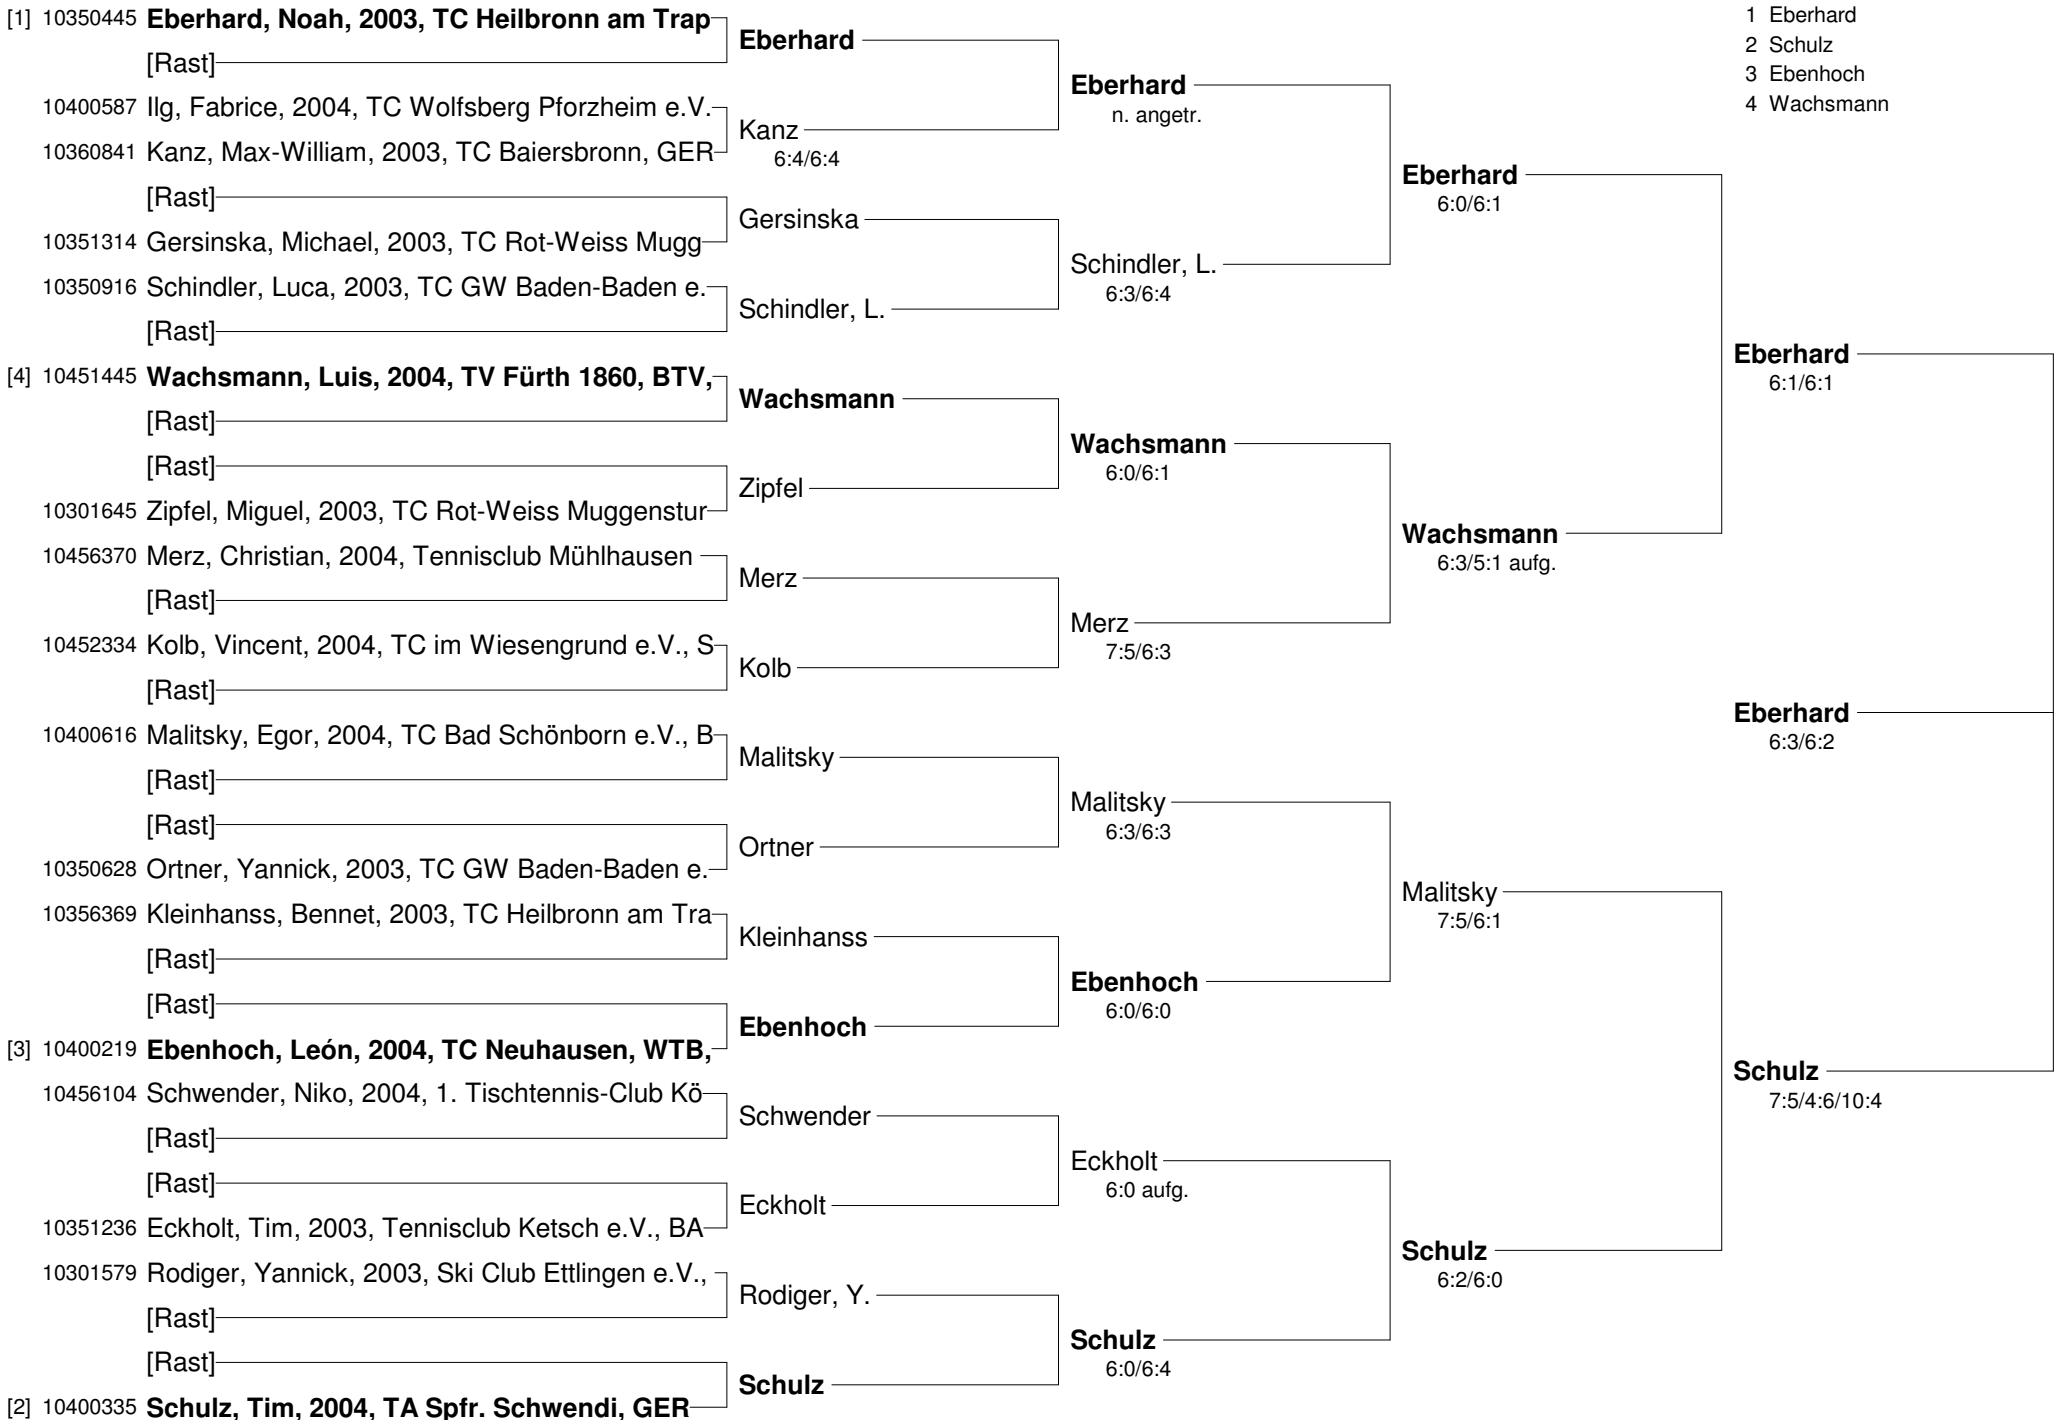 [1] 10350445 Eberhard, Noah, 2003, TC Heilbronn am Trap
[Rast]
10400587 Ilg, Fabrice, 2004, TC Wolfsberg Pforzheim e.V.
10360841 Kanz, Max-William, 2003, TC Baiersbronn, GER
[Rast]
10351314 Gersinska, Michael, 2003, TC Rot-Weiss Mugg
10350916 Schindler, Luca, 2003, TC GW Baden-Baden e.
[Rast]
[4] 10451445 Wachsmann, Luis, 2004, TV Fürth 1860, BTV,
[Rast]
[Rast]
10301645 Zipfel, Miguel, 2003, TC Rot-Weiss Muggenstur
10456370 Merz, Christian, 2004, Tennisclub Mühlhausen
[Rast]
10452334 Kolb, Vincent, 2004, TC im Wiesengrund e.V., S
[Rast]
10400616 Malitsky, Egor, 2004, TC Bad Schönborn e.V., B
[Rast]
[Rast]
10350628 Ortner, Yannick, 2003, TC GW Baden-Baden e.
10356369 Kleinhanss, Bennet, 2003, TC Heilbronn am Tra
[Rast]
[Rast]
[3] 10400219 Ebenhoch, León, 2004, TC Neuhausen, WTB,
10456104 Schwender, Niko, 2004, 1. Tischtennis-Club Kö
[Rast]
[Rast]
10351236 Eckholt, Tim, 2003, Tennisclub Ketsch e.V., BA
10301579 Rodiger, Yannick, 2003, Ski Club Ettlingen e.V.,
[Rast]
[Rast]
[2] 10400335 Schulz, Tim, 2004, TA Spfr. Schwendi, GER
Eberhard
Kanz
6:4/6:4
Gersinska
Schindler, L.
Wachsmann
Zipfel
Merz
Kolb
Malitsky
Ortner
Kleinhanss
Ebenhoch
Schwender
Eckholt
Rodiger, Y.
Schulz
Eberhard
n. angetr.
Schindler, L.
6:3/6:4
Wachsmann
6:0/6:1
Merz
7:5/6:3
Malitsky
6:3/6:3
Ebenhoch
6:0/6:0
Eckholt
6:0 aufg.
Schulz
6:0/6:4
Eberhard
6:0/6:1
Wachsmann
6:3/5:1 aufg.
Malitsky
7:5/6:1
Schulz
6:2/6:0
1 Eberhard
2 Schulz
3 Ebenhoch
4 Wachsmann
Eberhard
6:1/6:1
Eberhard
6:3/6:2
Schulz
7:5/4:6/10:4